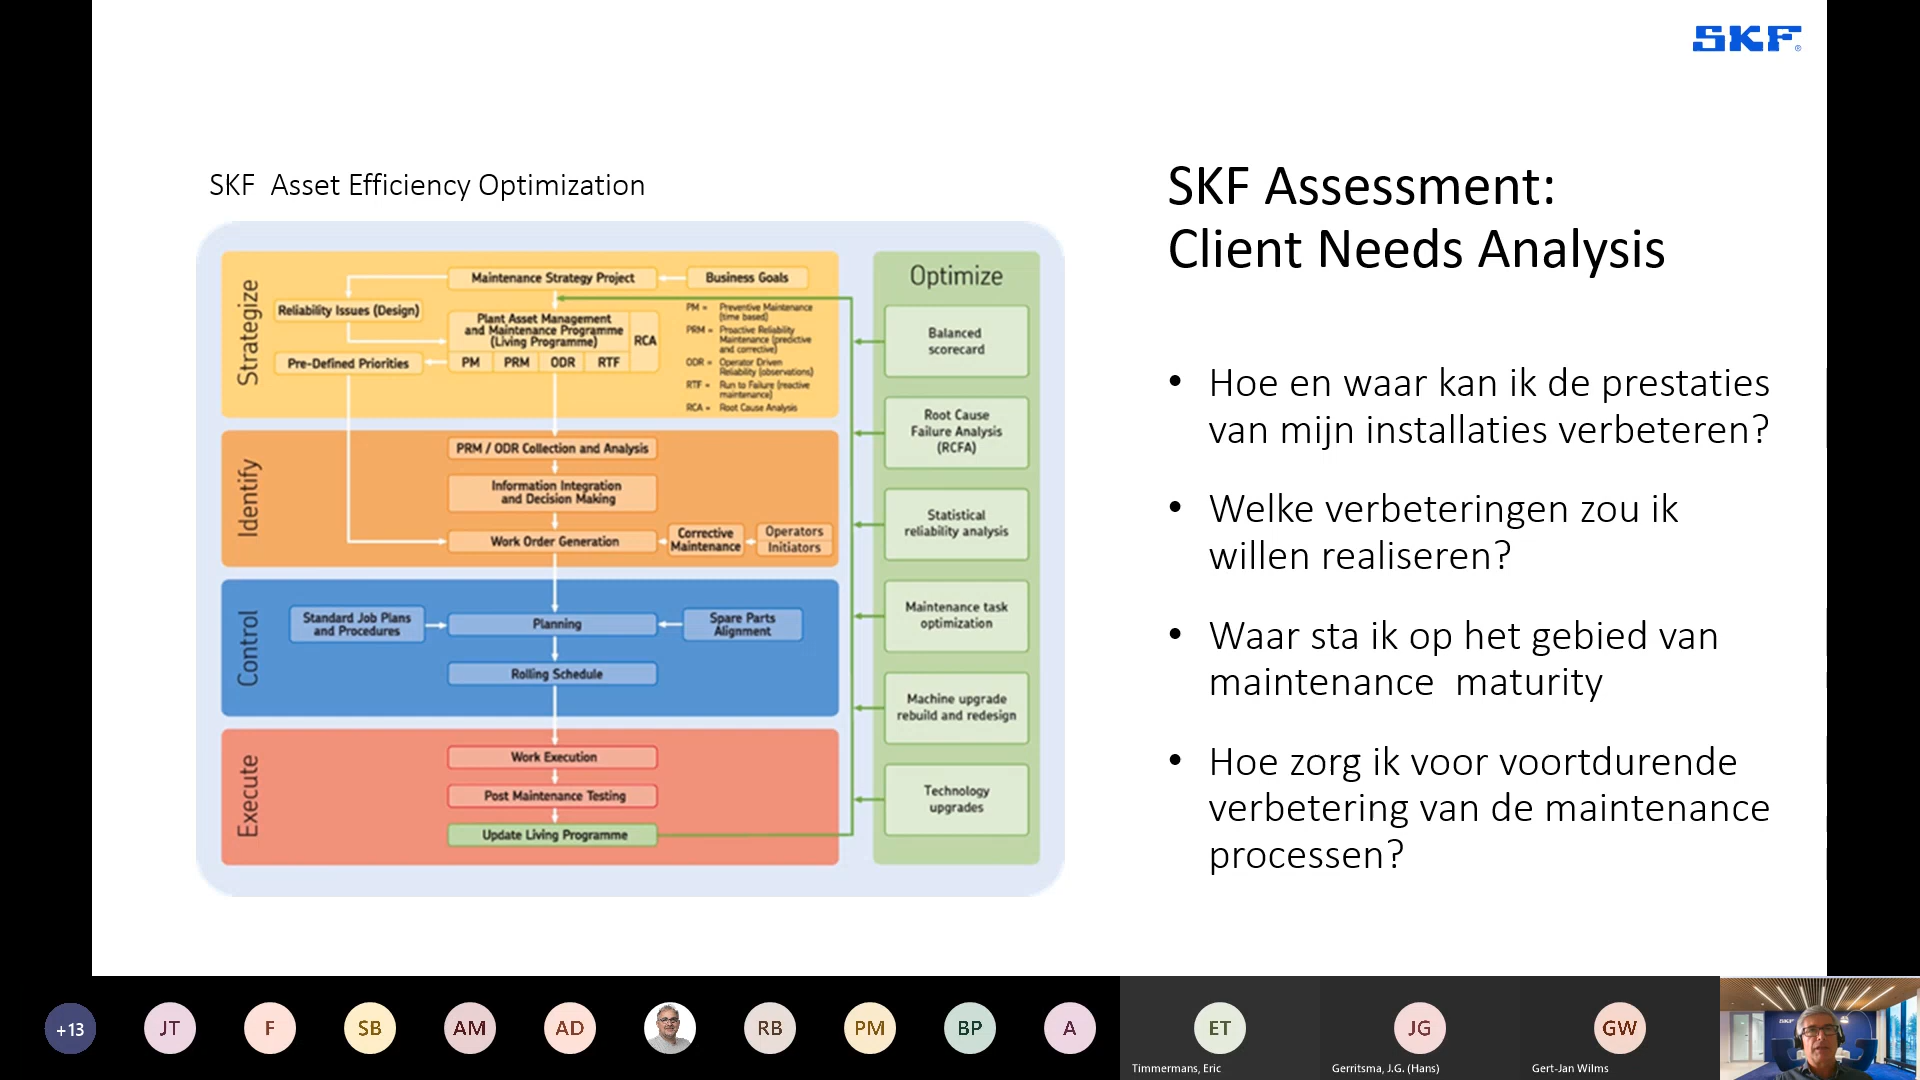 SKF
SKF Asset Efficiency Optimization
Strategize
Maintenance Strategy Project
Business Goals
Reliability Issues (Design)
Plant Asset Management
and Maintenance Programme
(Living Programme)
RCA
Pre-Defined Priorities
PM
PRM
ODR
RTF
PM = Preventive Maintenance
(time based)
PRM = Proactive Reliability
Maintenance (predictive
and corrective)
ODR = Operator Driven
Reliability (observations)
RTF = Run to Failure (reactive
maintenance)
RCA = Root Cause Analysis
Identify
PRM / ODR Collection and Analysis
Information Integration
and Decision Making
Work Order Generation
Corrective
Maintenance
Operators
Initiators
Control
Standard Job Plans
and Procedures
Planning
Spare Parts
Alignment
Rolling Schedule
Execute
Work Execution
Post Maintenance Testing
Update Living Programme
Optimize
Balanced
scorecard
Root Cause
Failure Analysis
(RCFA)
Statistical
reliability analysis
Maintenance task
optimization
Machine upgrade
rebuild and redesign
Technology
upgrades
SKF Assessment:
Client Needs Analysis
• Hoe en waar kan ik de prestaties
van mijn installaties verbeteren?
• Welke verbeteringen zou ik
willen realiseren?
• Waar sta ik op het gebied van
maintenance maturity
• Hoe zorg ik voor voortdurende
verbetering van de maintenance
processen?
+13
JT
F
SB
AM
AD
RB
PM
BP
A
ET
Timmermans, Eric
JG
Gerritsma, J.G. (Hans)
GW
Gert-Jan Wilms
SKF